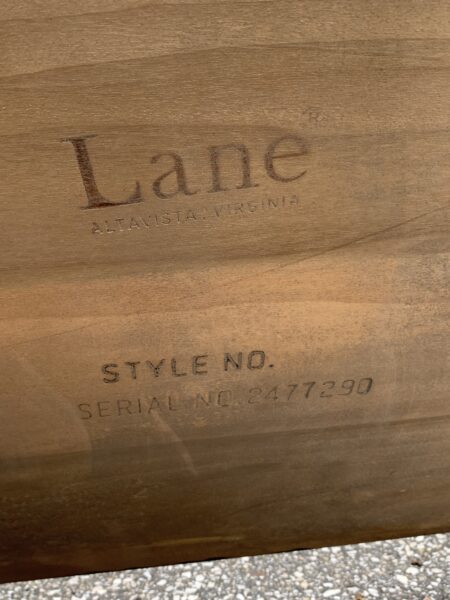 Lane®
ALTAVISTA, VIRGINIA
STYLE NO.
SERIAL NO. 2477290